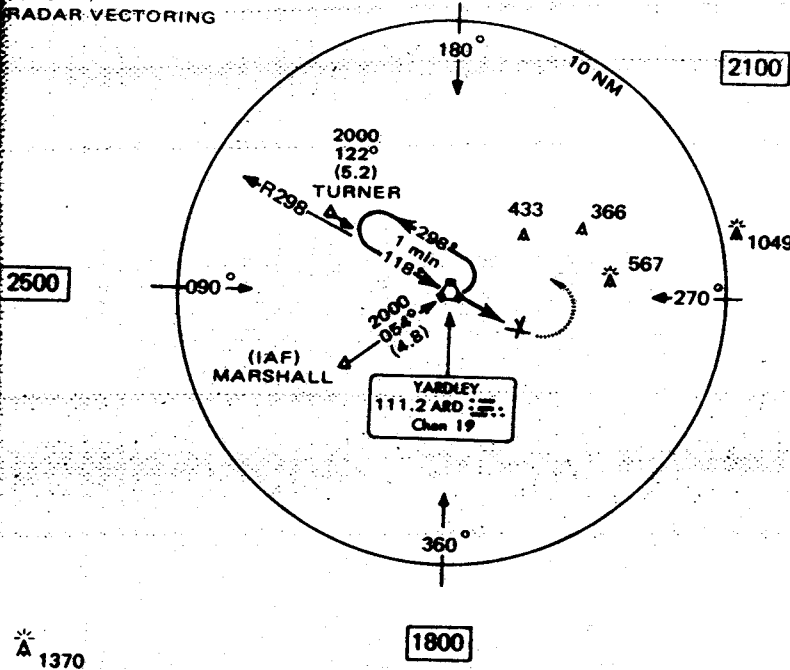 RADAR VECTORING
180°
10 NM
2100
2000
122°
(5.2)
TURNER
R298
433
366
1049
298°
1 min
118°
567
2500
090°
270°
2000
054°
(4.8)
(IAF)
MARSHALL
YARDLEY
111.2 ARD
Chan 19
360°
1800
1370